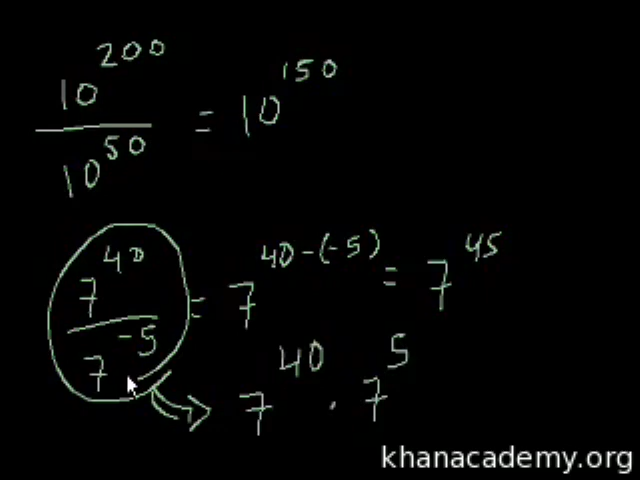 10^200 / 10^50 = 10^150
7^40 / 7^-5 = 7^40-(-5) = 7^45
7^40 . 7^5
khanacademy.org